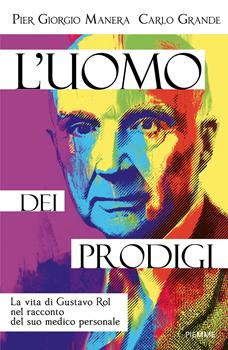 PIER GIORGIO MANERA CARLO GRANDE
L'UOMO
DEI
PRODIGI
La vita di Gustavo Rol
nel racconto
del suo medico personale
PIEMME